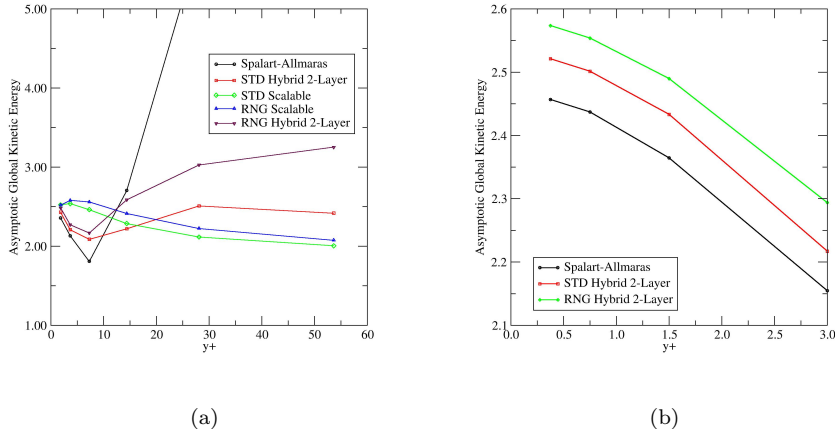 5.00
4.00
3.00
2.00
1.00
Asymptotic Global Kinetic Energy
Spalart-Allmaras
STD Hybrid 2-Layer
STD Scalable
RNG Scalable
RNG Hybrid 2-Layer
0 10 20 30 40 50 60
y+
(a)
2.6
2.5
2.4
2.3
2.2
2.1
Asymptotic Global Kinetic Energy
Spalart-Allmaras
STD Hybrid 2-Layer
RNG Hybrid 2-Layer
0.0 0.5 1.0 1.5 2.0 2.5 3.0
y+
(b)